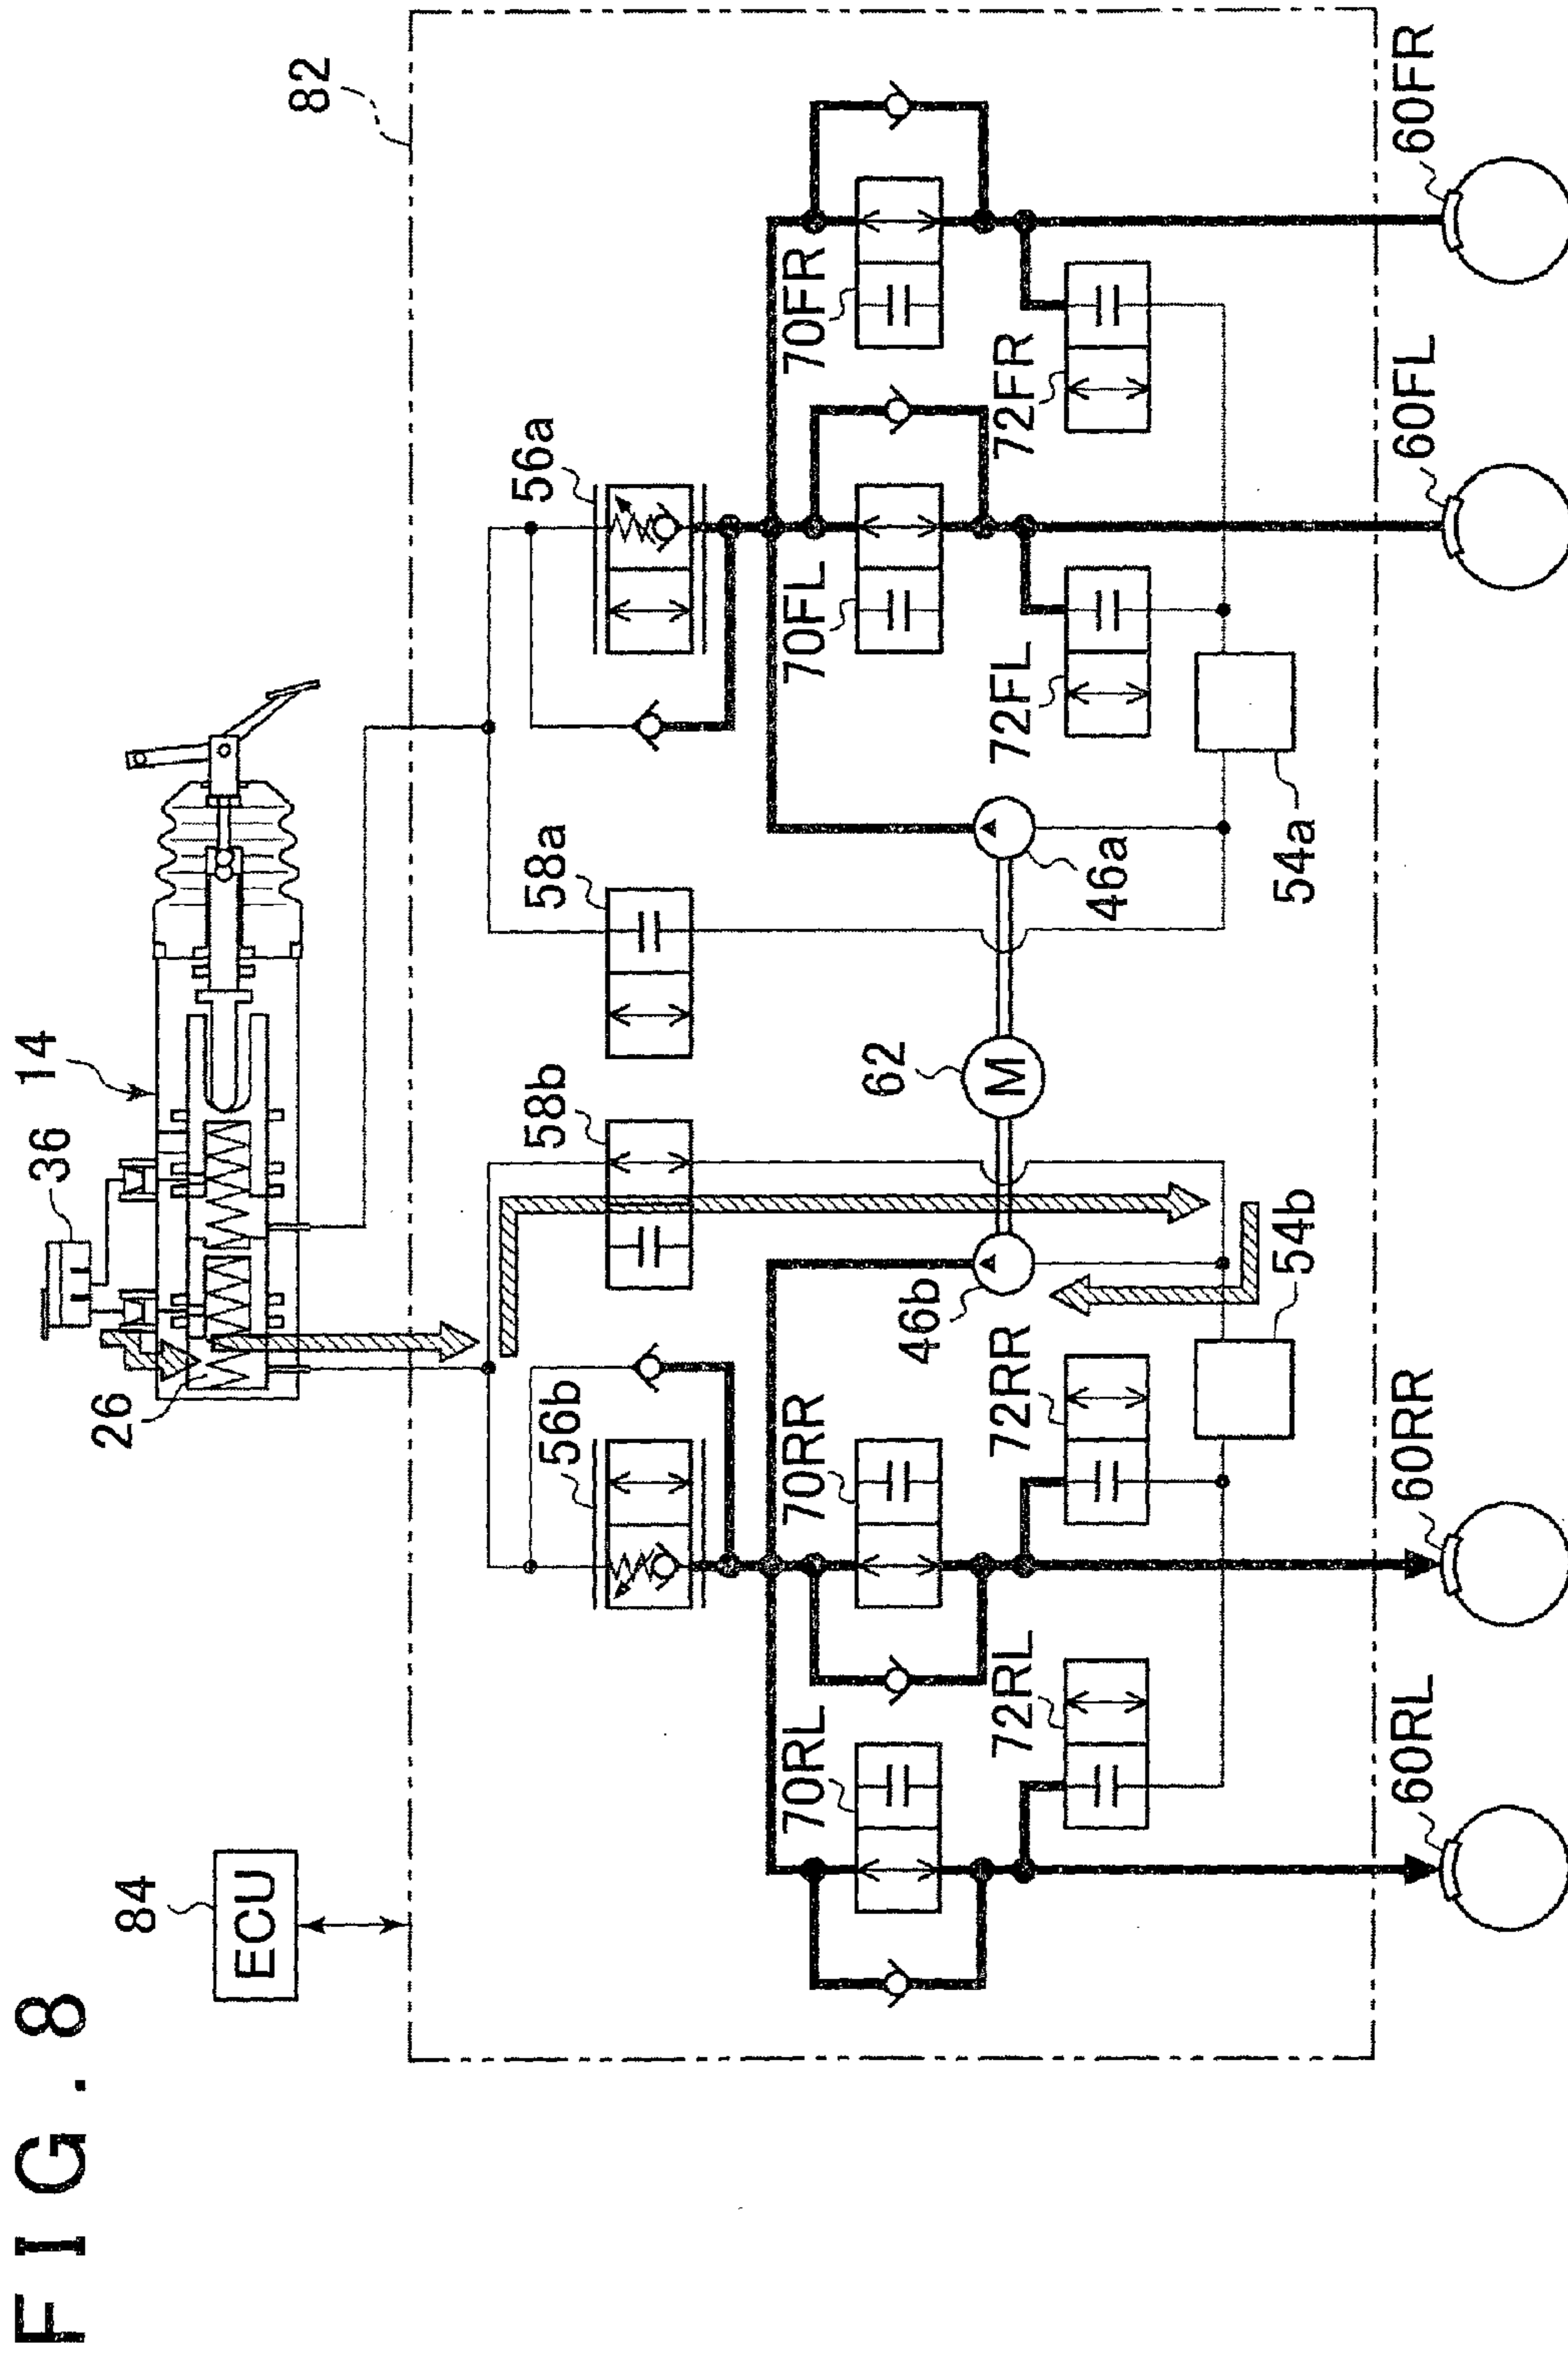 FIG. 8
84
ECU
14
36
26
82
56b
58b
58a
56a
70RL
70RR
70FL
70FR
62
M
46b
46a
72RL
72RR
72FL
72FR
54b
54a
60RL
60RR
60FL
60FR